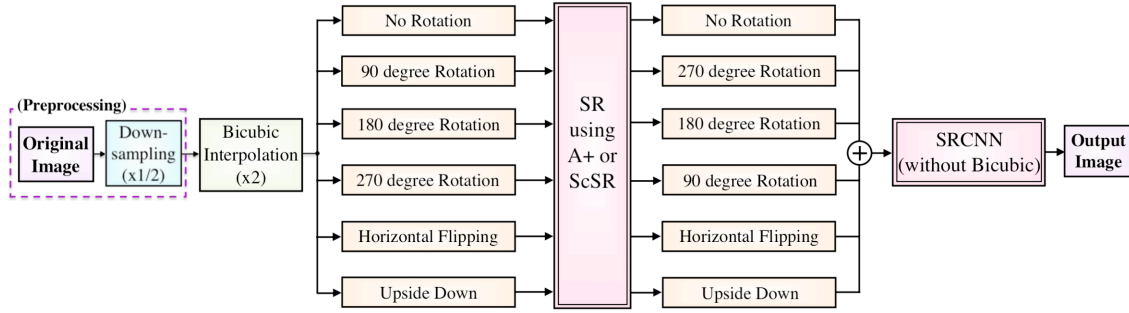 (Preprocessing)
Original
Image
Down-
sampling
(x1/2)
Bicubic
Interpolation
(x2)
No Rotation
90 degree Rotation
180 degree Rotation
270 degree Rotation
Horizontal Flipping
Upside Down
SR
using
A+ or
ScSR
No Rotation
270 degree Rotation
180 degree Rotation
90 degree Rotation
Horizontal Flipping
Upside Down
SRCNN
(without Bicubic)
Output
Image